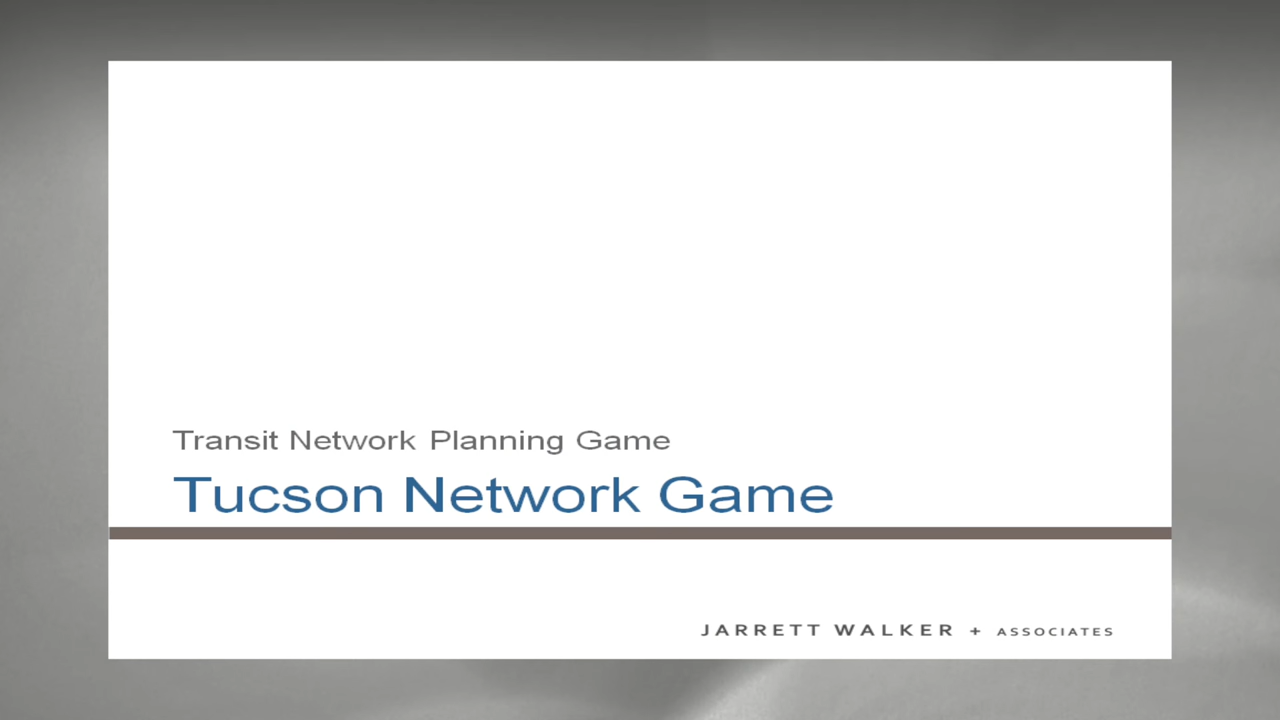 Transit Network Planning Game
Tucson Network Game
JARRETT WALKER + ASSOCIATES